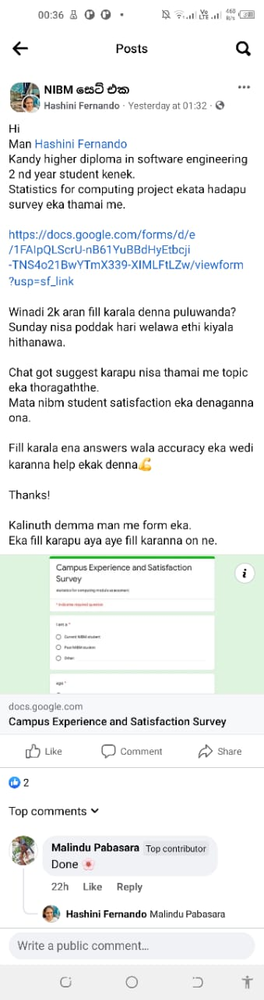 00:36
Vo
LTE
460
B/s
Posts
NIBM සෙට් එක
Hashini Fernando · Yesterday at 01:32 ·
Hi
Man Hashini Fernando
Kandy higher diploma in software engineering
2 nd year student kenek.
Statistics for computing project ekata hadapu
survey eka thamai me.
https://docs.google.com/forms/d/e
/1FAIpQLScrU-nB61YuBBdHyEtbcji
-TNS4o21BwYTmX339-XIMLFtLZw/viewform
?usp=sf_link
Winadi 2k aran fill karala denna puluwanda?
Sunday nisa poddak hari welawa ethi kiyala
hithanawa.
Chat got suggest karapu nisa thamai me topic
eka thoragaththe.
Mata nibm student satisfaction eka denaganna
ona.
Fill karala ena answers wala accuracy eka wedi
karanna help ekak denna💪
Thanks!
Kalinuth demma man me form eka.
Eka fill karapu aya aye fill karanna on ne.
Campus Experience and Satisfaction
Survey
statistics for computing module assessment
* Indicates required question
I am a *
Current NIBM student
Past NIBM student
Other:
age *
docs.google.com
Campus Experience and Satisfaction Survey
Like
Comment
Share
2
Top comments
Malindu Pabasara Top contributor
Done 🌸
22h Like Reply
Hashini Fernando Malindu Pabasara
Write a public comment...